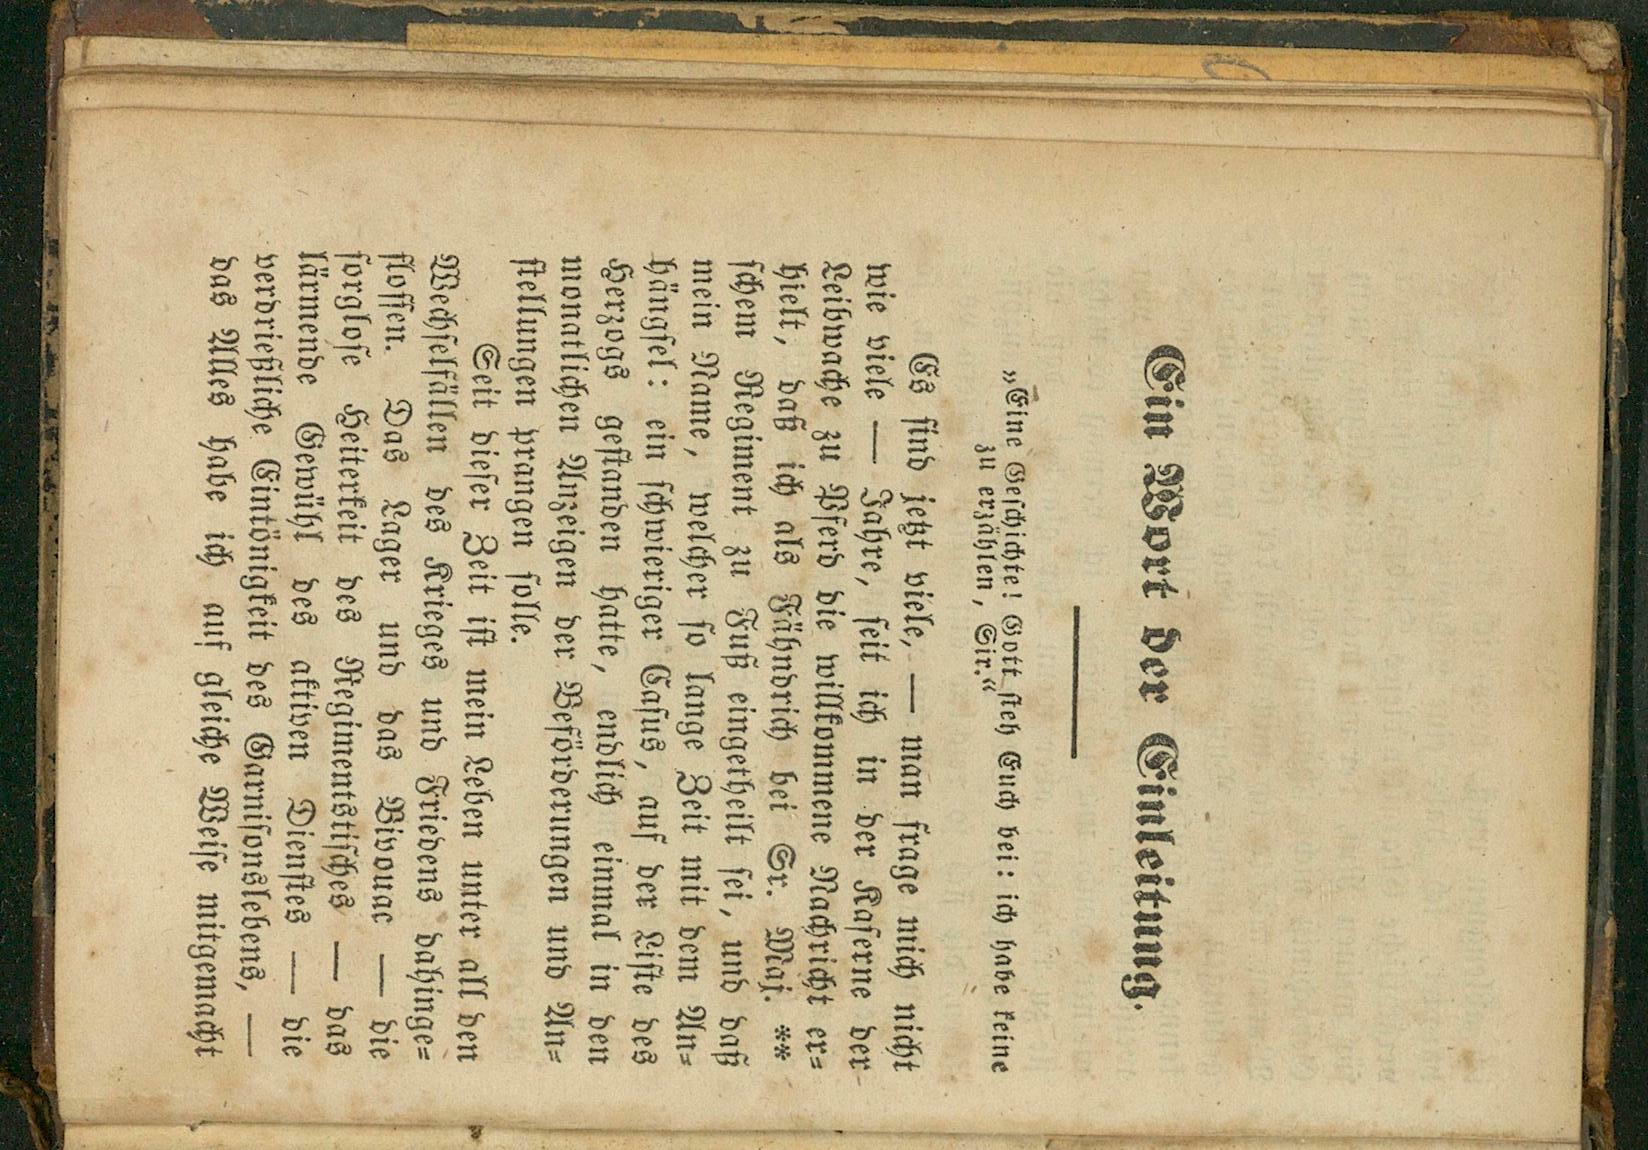 Ein Wort der Einleitung.
„Eine Geschichte! Gott steh Euch bei: ich habe keine
zu erzählen, Sir.“
Es sind jetzt viele, — man frage mich nicht
wie viele — Jahre, seit ich in der Kaserne der
Leibwache zu Pferd die willkommene Nachricht er=
hielt, daß ich als Fähndrich bei Sr. Maj. **
schem Regiment zu Fuß eingetheilt sei, und daß
mein Name, welcher so lange Zeit mit dem An=
hängsel: ein schwieriger Casus, auf der Liste des
Herzogs gestanden hatte, endlich einmal in den
monatlichen Anzeigen der Beförderungen und An=
stellungen prangen solle.
Seit dieser Zeit ist mein Leben unter all den
Wechselfällen des Krieges und Friedens dahinge=
flossen. Das Lager und das Bivouac — die
sorglose Heiterkeit des Regimentstisches — das
lärmende Gewühl des aktiven Dienstes — die
verdrießliche Eintönigkeit des Garnisonslebens, —
das Alles habe ich auf gleiche Weise mitgemacht